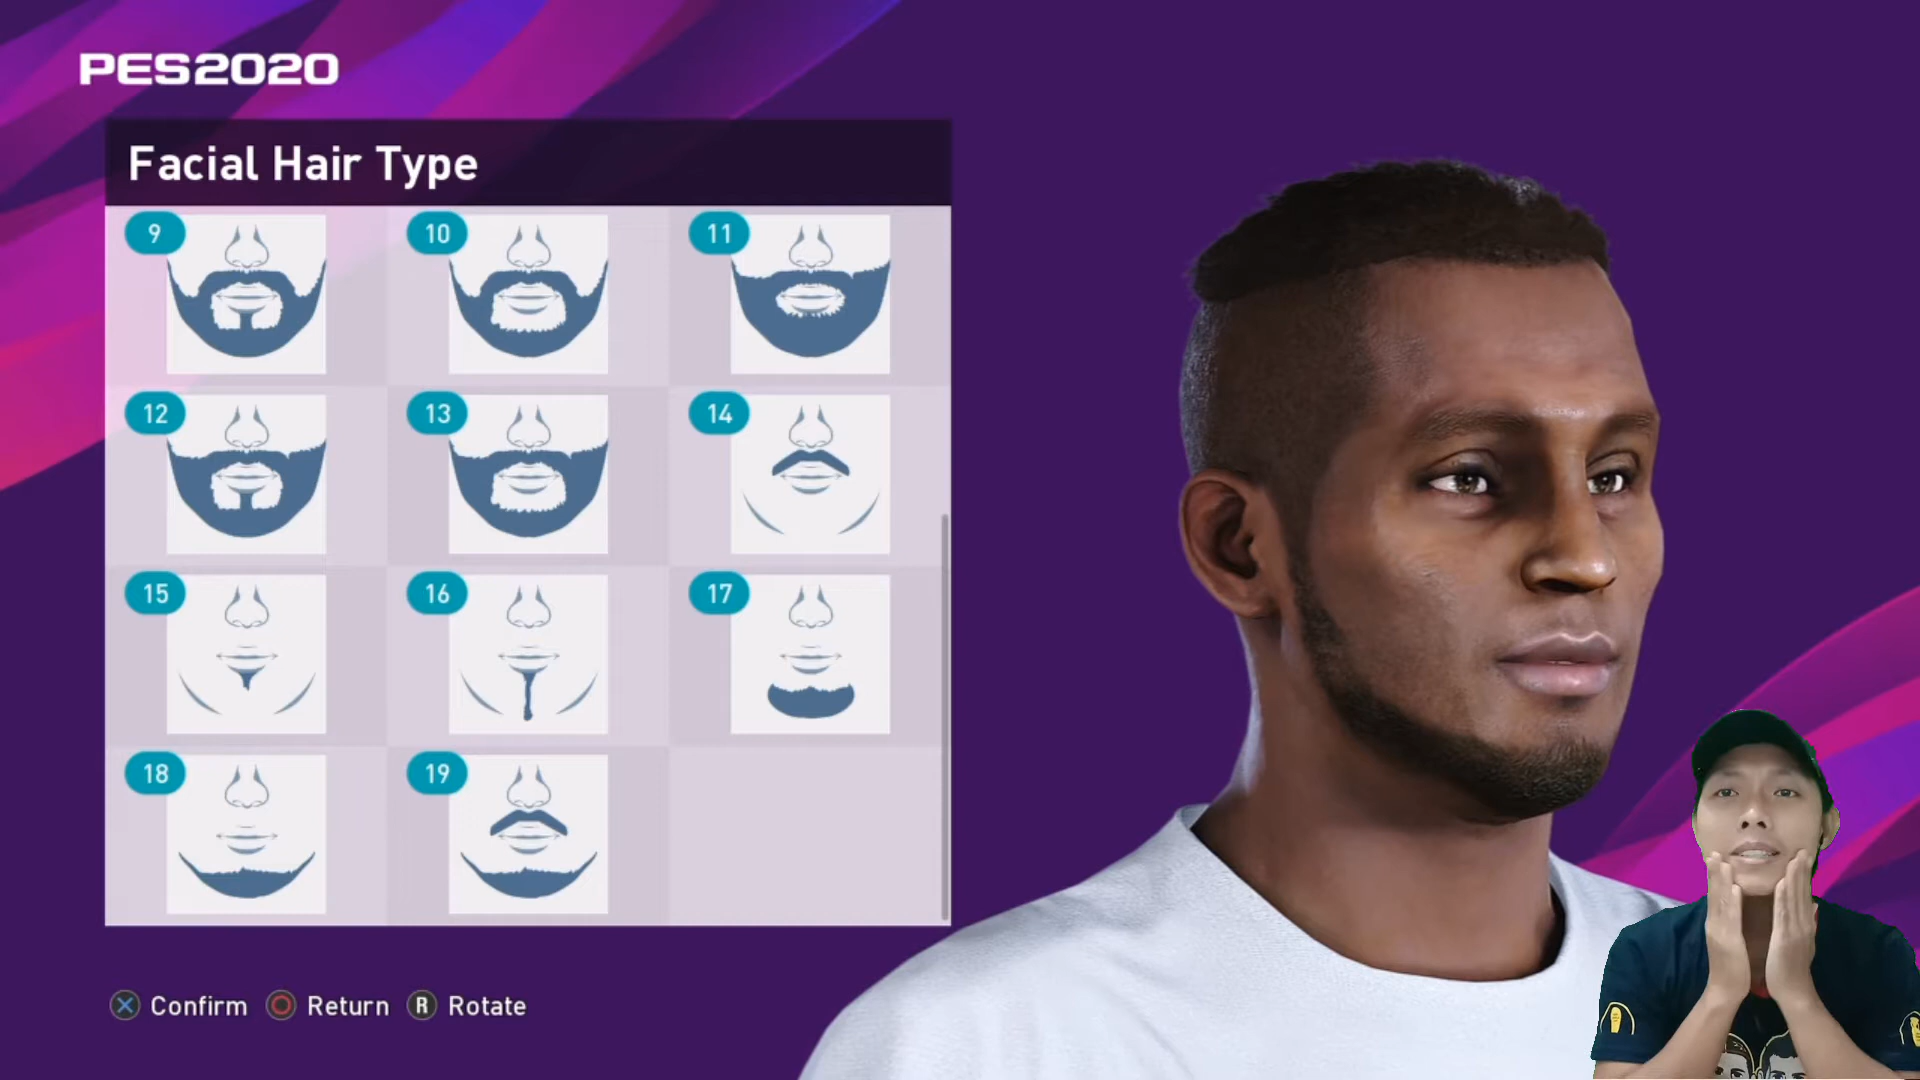 PES2020
Facial Hair Type
9 10 11
12 13 14
15 16 17
18 19
Confirm Return R Rotate